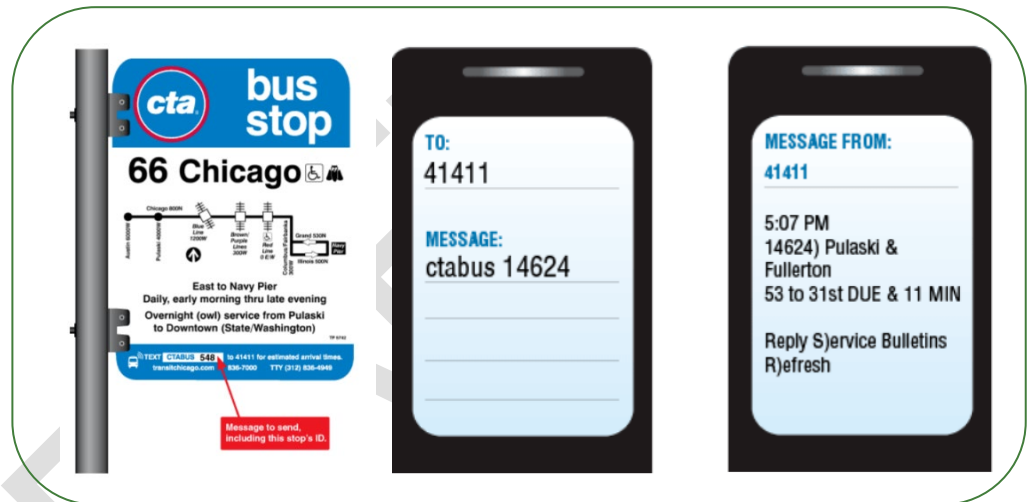 cta
bus
stop
66 Chicago
Chicago 800N
Austin 6000W
Pulaski 4000W
Blue
Line
1200W
Brown/
Purple
Lines
300W
Red
Line
0 E/W
Columbus/Fairbanks
300W
Grand 530N
Illinois 500N
Navy
Pier
East to Navy Pier
Daily, early morning thru late evening
Overnight (owl) service from Pulaski
to Downtown (State/Washington)
TEXT CTABUS 548 to 41411 for estimated arrival times.
transitchicago.com 836-7000 TTY (312) 836-4949
Message to send,
including this stop's ID.
TO:
41411
MESSAGE:
ctabus 14624
MESSAGE FROM:
41411
5:07 PM
14624) Pulaski &
Fullerton
53 to 31st DUE & 11 MIN
Reply S)ervice Bulletins
R)efresh